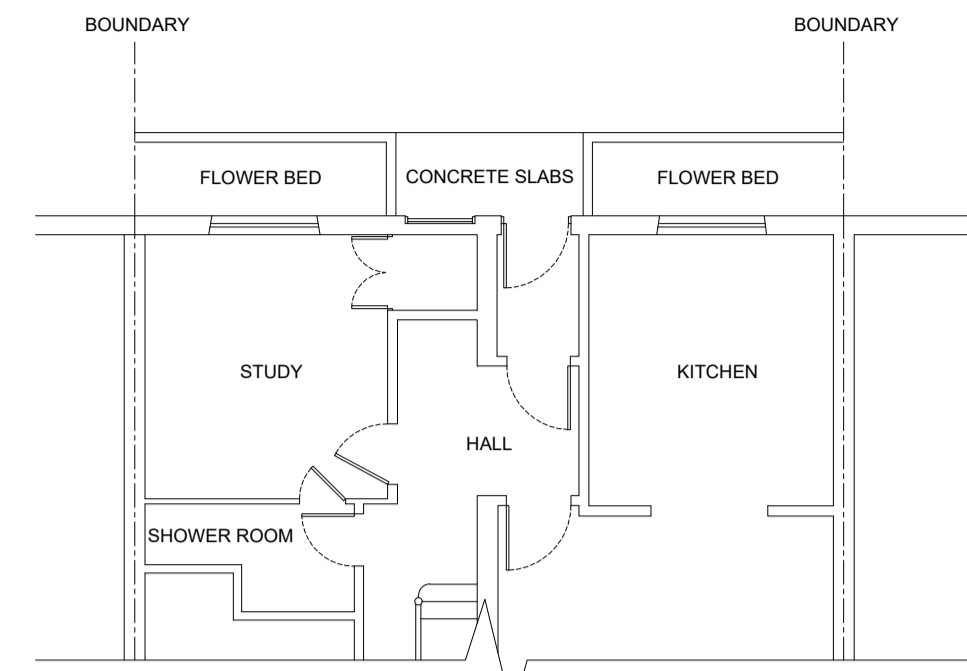 BOUNDARY
BOUNDARY
FLOWER BED
CONCRETE SLABS
FLOWER BED
STUDY
KITCHEN
HALL
SHOWER ROOM